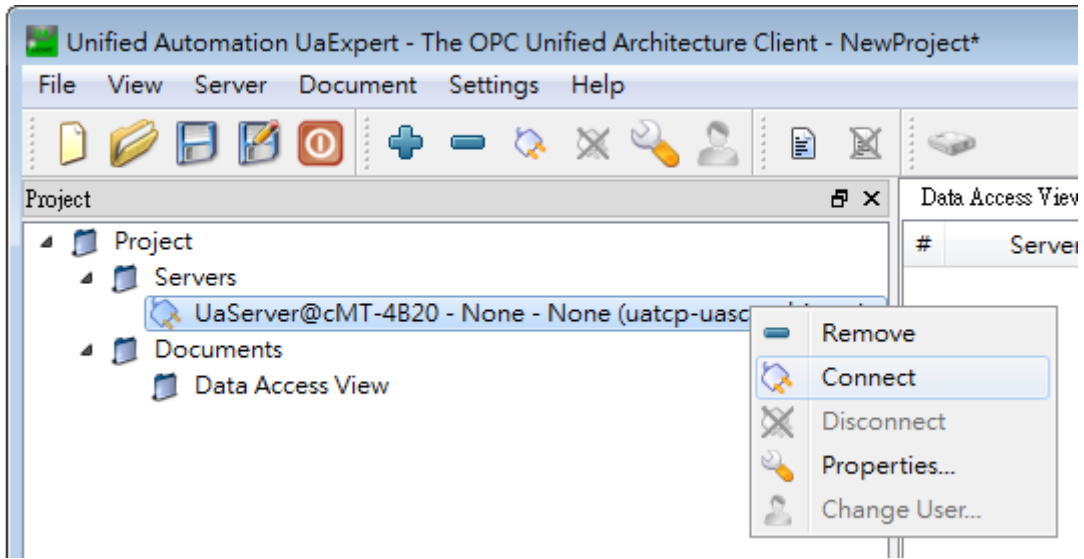 Unified Automation UaExpert - The OPC Unified Architecture Client - NewProject*
File View Server Document Settings Help
Project
Data Access View
# Server
Project
Servers
UaServer@cMT-4B20 - None - None (uatcp-uasc
Documents
Data Access View
Remove
Connect
Disconnect
Properties...
Change User...